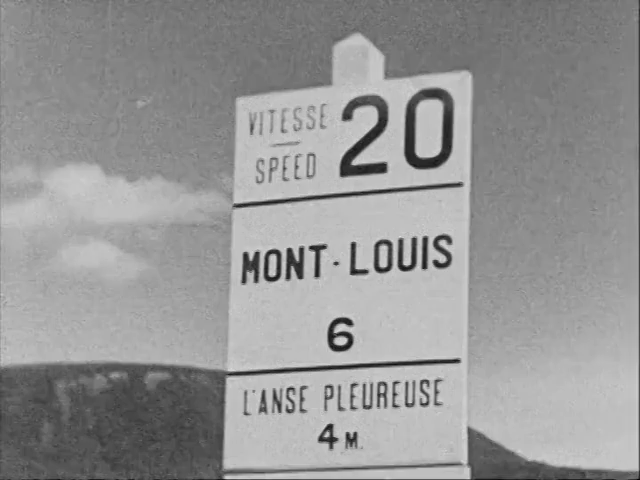 VITESSE
SPEED
20
MONT-LOUIS
6
L'ANSE PLEUREUSE
4 M.